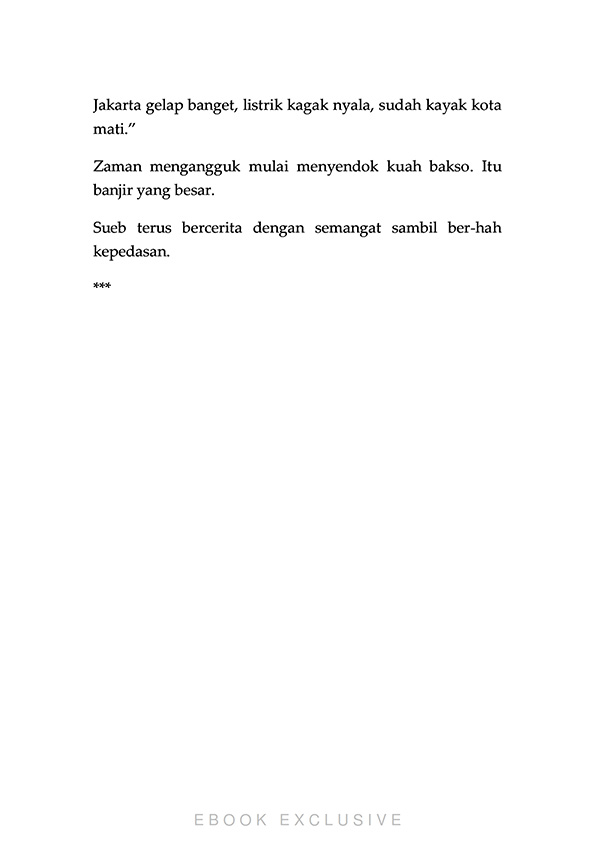 Jakarta gelap banget, listrik kagak nyala, sudah kayak kota
mati.”
Zaman mengangguk mulai menyendok kuah bakso. Itu
banjir yang besar.
Sueb terus bercerita dengan semangat sambil ber-hah
kepedasan.
***
EBOOK EXCLUSIVE